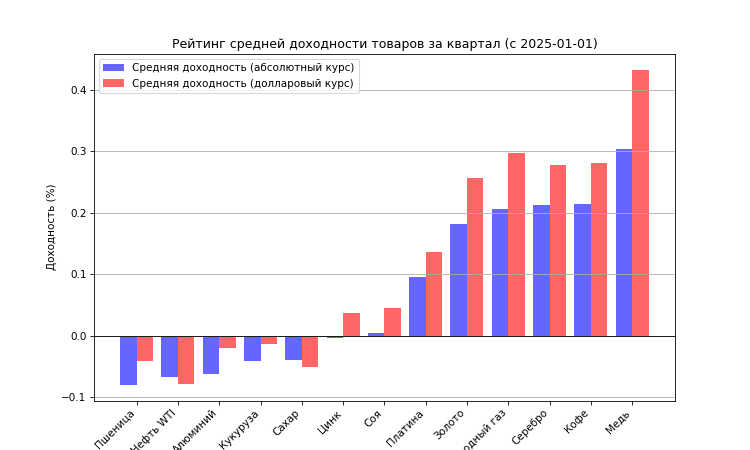 Рейтинг средней доходности товаров за квартал (с 2025-01-01)
Средняя доходность (абсолютный курс)
Средняя доходность (долларовый курс)
Доходность (%)
0.4
0.3
0.2
0.1
0.0
−0.1
Пшеница
Нефть WTI
Алюминий
Кукуруза
Сахар
Цинк
Соя
Платина
Золото
одный газ
Серебро
Кофе
Медь